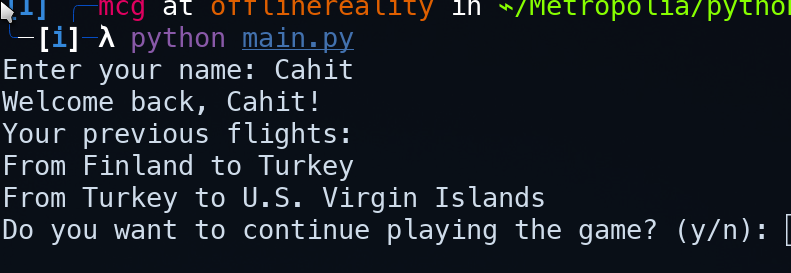 [I] mcg at offlinereality in ~/Metropolia/pytho
[i] λ python main.py
Enter your name: Cahit
Welcome back, Cahit!
Your previous flights:
From Finland to Turkey
From Turkey to U.S. Virgin Islands
Do you want to continue playing the game? (y/n):